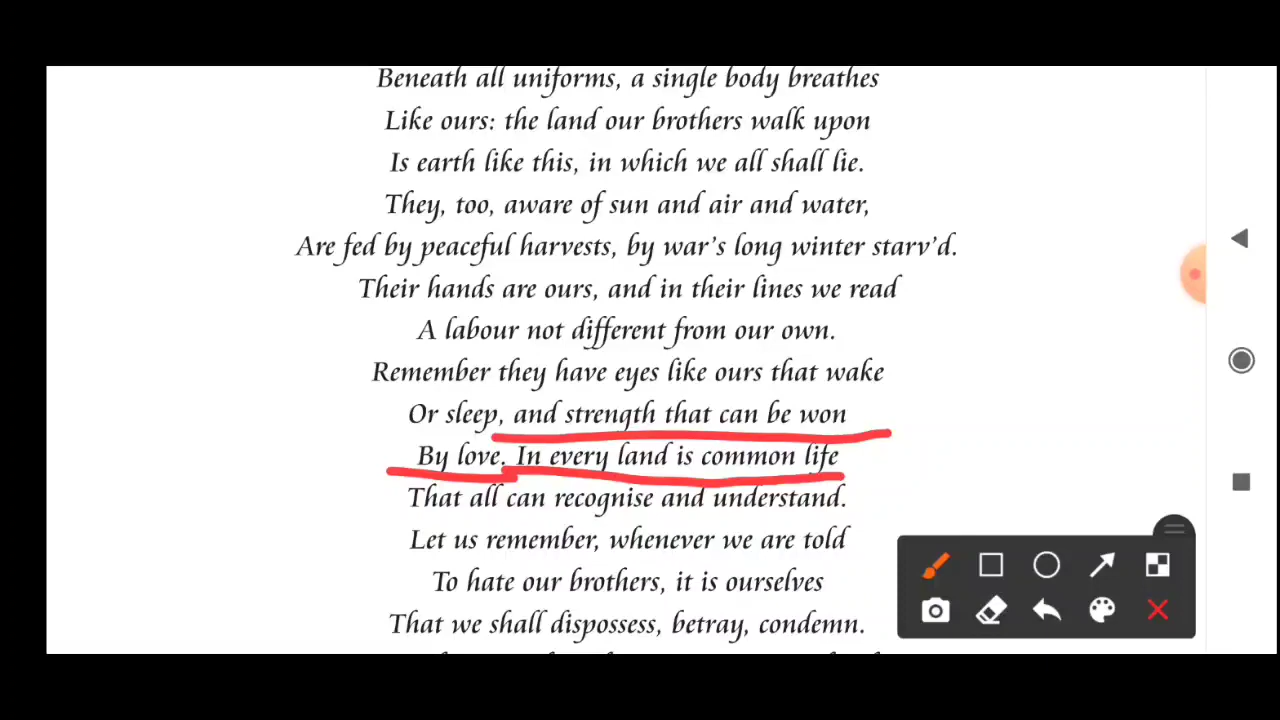 Beneath all uniforms, a single body breathes
Like ours: the land our brothers walk upon
Is earth like this, in which we all shall lie.
They, too, aware of sun and air and water,
Are fed by peaceful harvests, by war's long winter starv'd.
Their hands are ours, and in their lines we read
A labour not different from our own.
Remember they have eyes like ours that wake
Or sleep, and strength that can be won
By love. In every land is common life
That all can recognise and understand.
Let us remember, whenever we are told
To hate our brothers, it is ourselves
That we shall dispossess, betray, condemn.